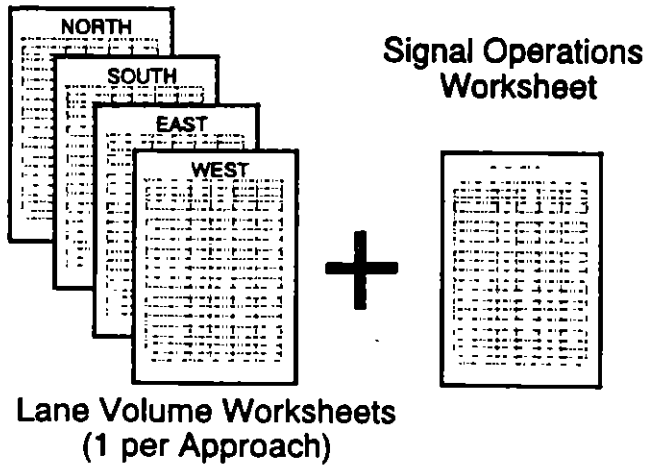 NORTH
SOUTH
EAST
WEST
Signal Operations
Worksheet
+
Lane Volume Worksheets
(1 per Approach)